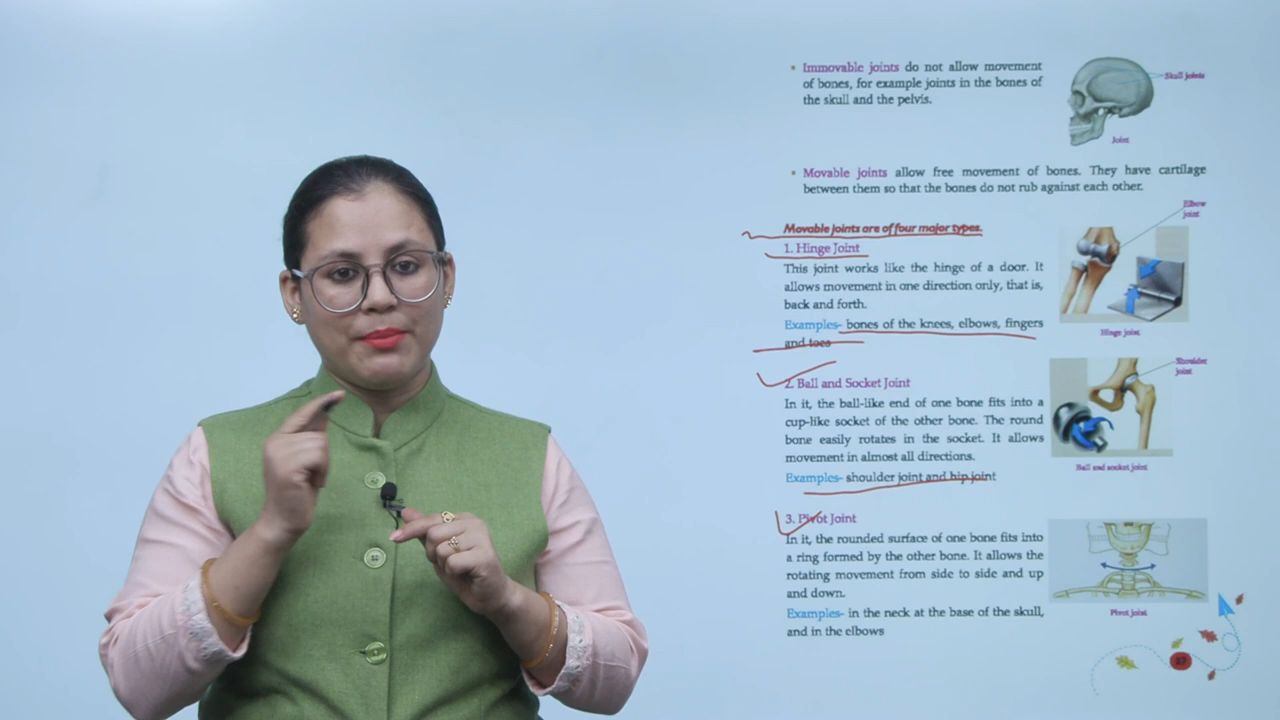 ▪ Immovable joints do not allow movement
of bones, for example joints in the bones of
the skull and the pelvis.
Skull joints
Joint
▪ Movable joints allow free movement of bones. They have cartilage
between them so that the bones do not rub against each other.
Movable joints are of four major types.
1. Hinge Joint
This joint works like the hinge of a door. It
allows movement in one direction only, that is,
back and forth.
Examples- bones of the knees, elbows, fingers
and toes
Elbow
joint
Hinge joint
2. Ball and Socket Joint
In it, the ball-like end of one bone fits into a
cup-like socket of the other bone. The round
bone easily rotates in the socket. It allows
movement in almost all directions.
Examples- shoulder joint and hip joint
Shoulder
joint
Ball and socket joint
3. Pivot Joint
In it, the rounded surface of one bone fits into
a ring formed by the other bone. It allows the
rotating movement from side to side and up
and down.
Examples- in the neck at the base of the skull,
and in the elbows
Pivot joint
27